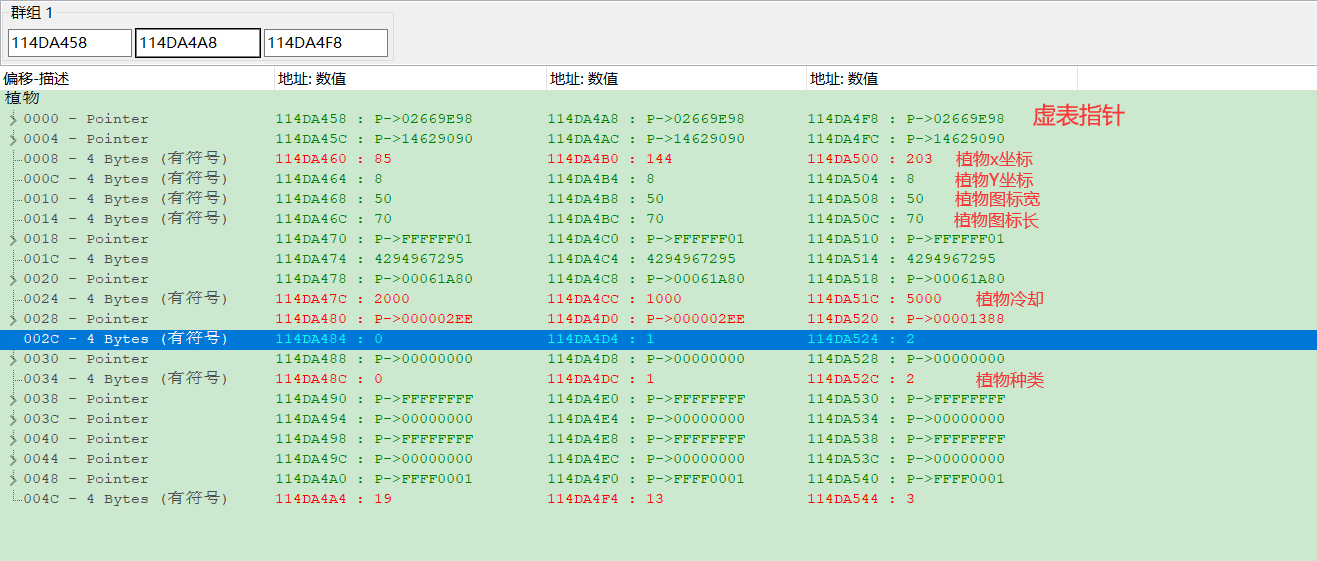 群组 1
114DA458 114DA4A8 114DA4F8
偏移-描述 地址: 数值 地址: 数值 地址: 数值
植物
0000 - Pointer 114DA458 : P->02669E98 114DA4A8 : P->02669E98 114DA4F8 : P->02669E98 虚表指针
0004 - Pointer 114DA45C : P->14629090 114DA4AC : P->14629090 114DA4FC : P->14629090
0008 - 4 Bytes (有符号) 114DA460 : 85 114DA4B0 : 144 114DA500 : 203 植物x坐标
000C - 4 Bytes (有符号) 114DA464 : 8 114DA4B4 : 8 114DA504 : 8 植物Y坐标
0010 - 4 Bytes (有符号) 114DA468 : 50 114DA4B8 : 50 114DA508 : 50 植物图标宽
0014 - 4 Bytes (有符号) 114DA46C : 70 114DA4BC : 70 114DA50C : 70 植物图标长
0018 - Pointer 114DA470 : P->FFFFFF01 114DA4C0 : P->FFFFFF01 114DA510 : P->FFFFFF01
001C - 4 Bytes 114DA474 : 4294967295 114DA4C4 : 4294967295 114DA514 : 4294967295
0020 - Pointer 114DA478 : P->00061A80 114DA4C8 : P->00061A80 114DA518 : P->00061A80
0024 - 4 Bytes (有符号) 114DA47C : 2000 114DA4CC : 1000 114DA51C : 5000 植物冷却
0028 - Pointer 114DA480 : P->000002EE 114DA4D0 : P->000002EE 114DA520 : P->00001388
002C - 4 Bytes (有符号) 114DA484 : 0 114DA4D4 : 1 114DA524 : 2
0030 - Pointer 114DA488 : P->00000000 114DA4D8 : P->00000000 114DA528 : P->00000000
0034 - 4 Bytes (有符号) 114DA48C : 0 114DA4DC : 1 114DA52C : 2 植物种类
0038 - Pointer 114DA490 : P->FFFFFFFF 114DA4E0 : P->FFFFFFFF 114DA530 : P->FFFFFFFF
003C - Pointer 114DA494 : P->00000000 114DA4E4 : P->00000000 114DA534 : P->00000000
0040 - Pointer 114DA498 : P->FFFFFFFF 114DA4E8 : P->FFFFFFFF 114DA538 : P->FFFFFFFF
0044 - Pointer 114DA49C : P->00000000 114DA4EC : P->00000000 114DA53C : P->00000000
0048 - Pointer 114DA4A0 : P->FFFF0001 114DA4F0 : P->FFFF0001 114DA540 : P->FFFF0001
004C - 4 Bytes (有符号) 114DA4A4 : 19 114DA4F4 : 13 114DA544 : 3